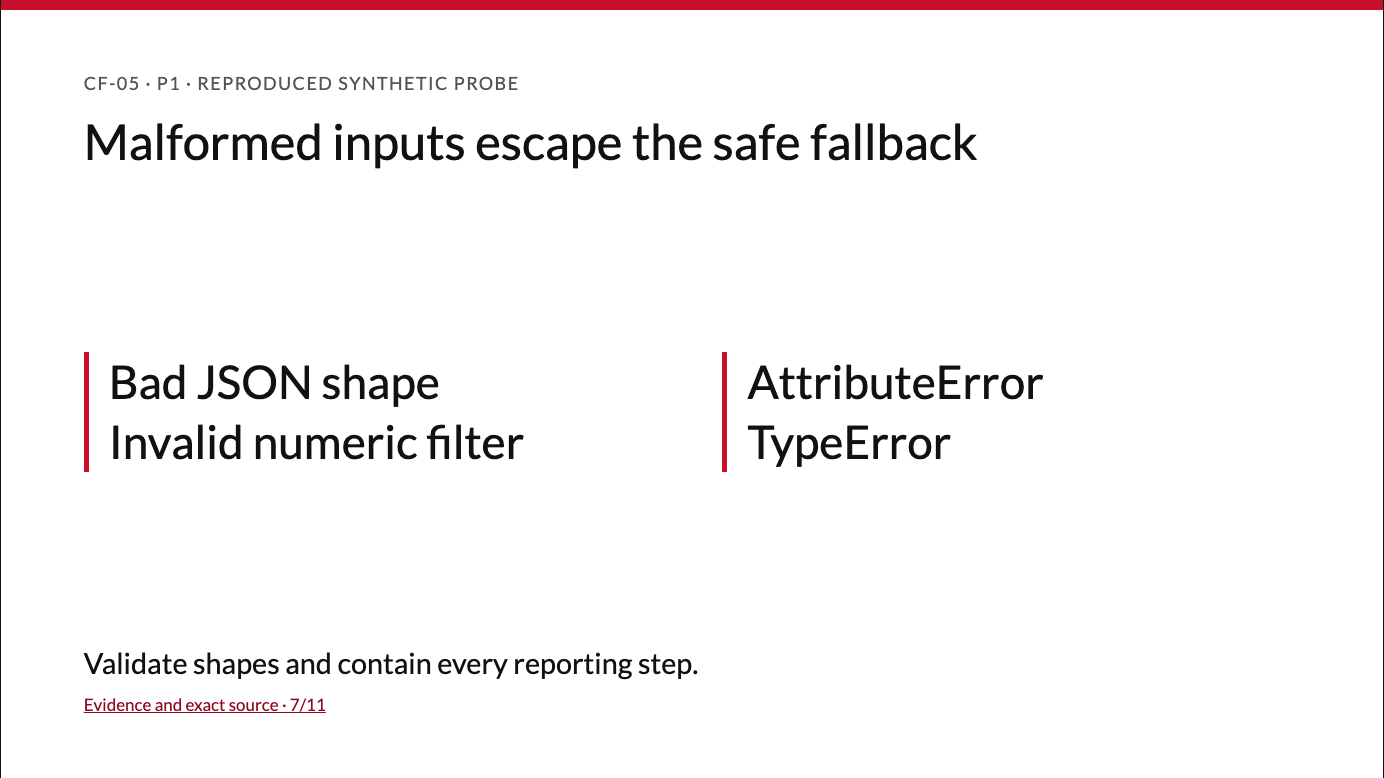 CF-05 · P1 · REPRODUCED SYNTHETIC PROBE
Malformed inputs escape the safe fallback
Bad JSON shape
Invalid numeric filter
AttributeError
TypeError
Validate shapes and contain every reporting step.
Evidence and exact source · 7/11